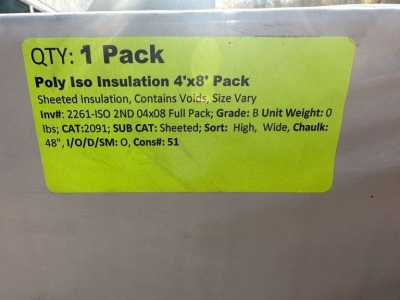 QTY: 1 Pack
Poly Iso Insulation 4'x8' Pack
Sheeted Insulation, Contains Voids, Size Vary
Inv#: 2261-ISO 2ND 04x08 Full Pack; Grade: B Unit Weight: 0
lbs; CAT:2091; SUB CAT: Sheeted; Sort: High, Wide, Chaulk:
48", I/O/D/SM: O, Cons#: 51